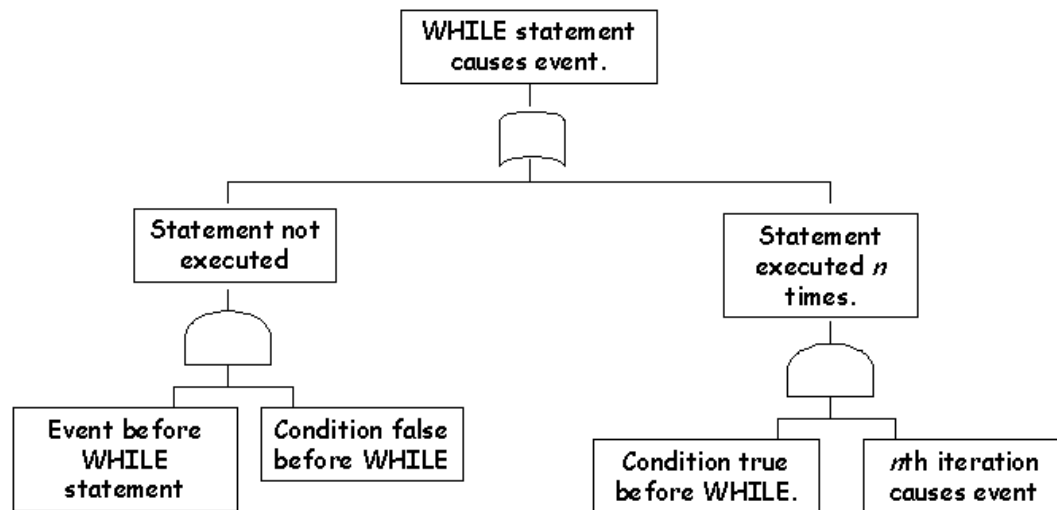 WHILE statement
causes event.
Statement not
executed
Statement
executed n
times.
Event before
WHILE
statement
Condition false
before WHILE
Condition true
before WHILE.
nth iteration
causes event